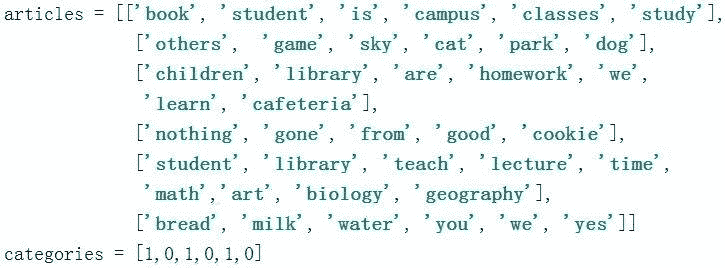 articles = [['book', 'student', 'is', 'campus', 'classes', 'study'],
['others', 'game', 'sky', 'cat', 'park', 'dog'],
['children', 'library', 'are', 'homework', 'we',
'learn', 'cafeteria'],
['nothing', 'gone', 'from', 'good', 'cookie'],
['student', 'library', 'teach', 'lecture', 'time',
'math','art', 'biology', 'geography'],
['bread', 'milk', 'water', 'you', 'we', 'yes']]
categories = [1,0,1,0,1,0]